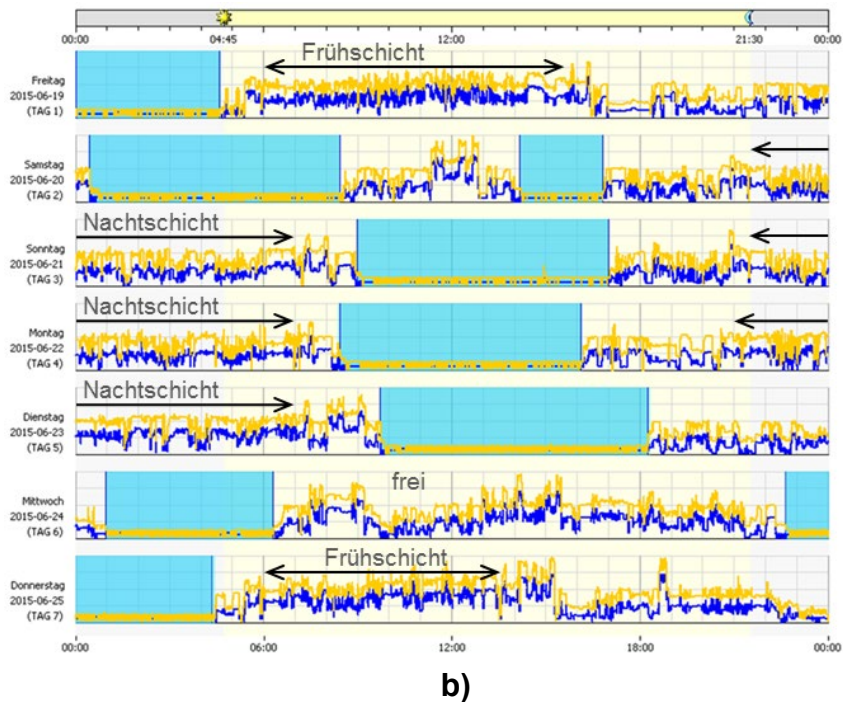 00:00 04:45 12:00 21:30 00:00
Frühschicht
Freitag
2015-06-19
(TAG 1)
Samstag
2015-06-20
(TAG 2)
Nachtschicht
Sonntag
2015-06-21
(TAG 3)
Nachtschicht
Montag
2015-06-22
(TAG 4)
Nachtschicht
Dienstag
2015-06-23
(TAG 5)
frei
Mittwoch
2015-06-24
(TAG 6)
Frühschicht
Donnerstag
2015-06-25
(TAG 7)
00:00 06:00 12:00 18:00 00:00
b)